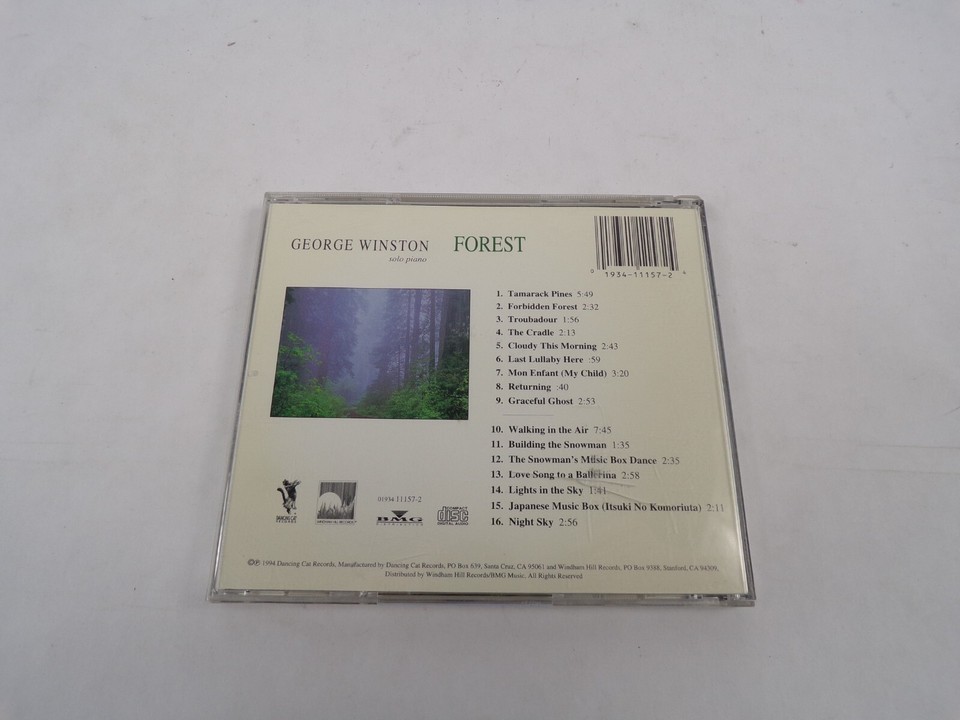 GEORGE WINSTON FOREST
solo piano
0 1934-11157-2
1. Tamarack Pines 5:49
2. Forbidden Forest 2:32
3. Troubadour 1:56
4. The Cradle 2:13
5. Cloudy This Morning 2:43
6. Last Lullaby Here :59
7. Mon Enfant (My Child) 3:20
8. Returning :40
9. Graceful Ghost 2:53
10. Walking in the Air 7:45
11. Building the Snowman 1:35
12. The Snowman's Music Box Dance 2:35
13. Love Song to a Ballerina 2:58
14. Lights in the Sky 1:41
15. Japanese Music Box (Itsuki No Komoriuta) 2:11
16. Night Sky 2:56
DANCING CAT
RECORDS
01934 11157-2
BMG
COMPACT
disc
DIGITAL AUDIO
©℗ 1994 Dancing Cat Records, Manufactured by Dancing Cat Records, PO Box 639, Santa Cruz, CA 95061 and Windham Hill Records, PO Box 9388, Stanford, CA 94309.
Distributed by Windham Hill Records/BMG Music. All Rights Reserved